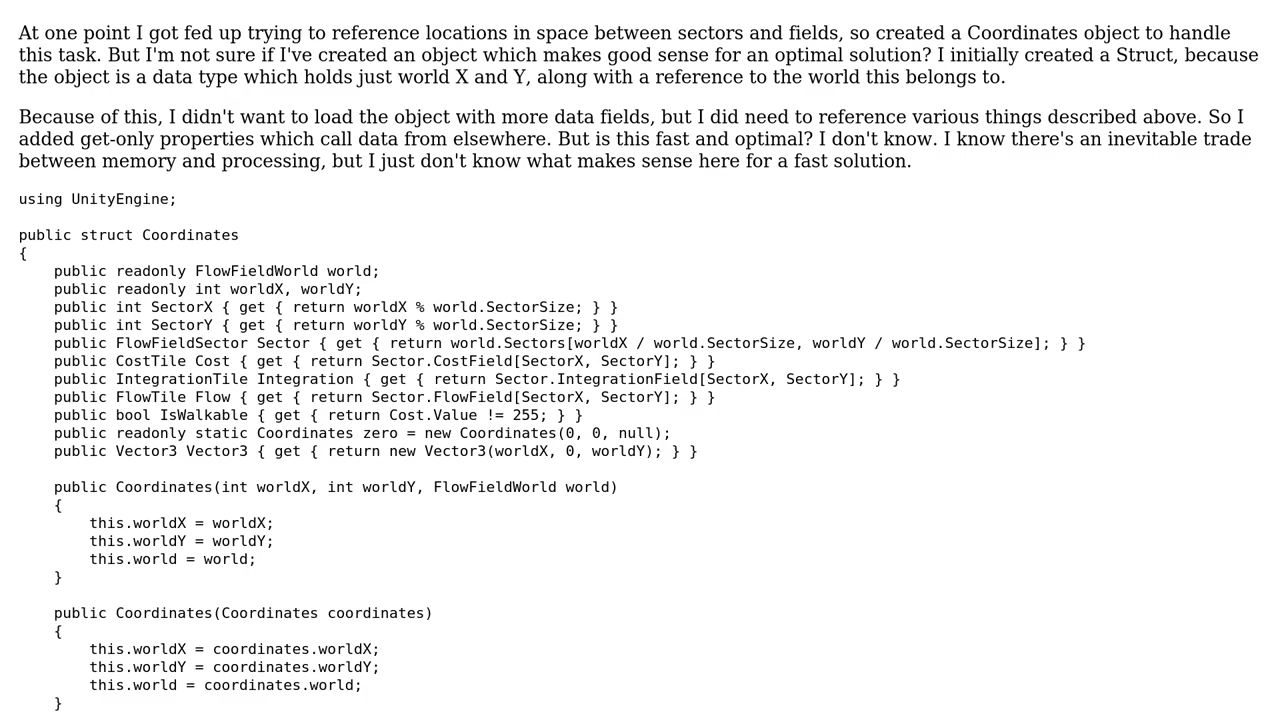 At one point I got fed up trying to reference locations in space between sectors and fields, so created a Coordinates object to handle
this task. But I'm not sure if I've created an object which makes good sense for an optimal solution? I initially created a Struct, because
the object is a data type which holds just world X and Y, along with a reference to the world this belongs to.
Because of this, I didn't want to load the object with more data fields, but I did need to reference various things described above. So I
added get-only properties which call data from elsewhere. But is this fast and optimal? I don't know. I know there's an inevitable trade
between memory and processing, but I just don't know what makes sense here for a fast solution.
using UnityEngine;
public struct Coordinates
{
    public readonly FlowFieldWorld world;
    public readonly int worldX, worldY;
    public int SectorX { get { return worldX % world.SectorSize; } }
    public int SectorY { get { return worldY % world.SectorSize; } }
    public FlowFieldSector Sector { get { return world.Sectors[worldX / world.SectorSize, worldY / world.SectorSize]; } }
    public CostTile Cost { get { return Sector.CostField[SectorX, SectorY]; } }
    public IntegrationTile Integration { get { return Sector.IntegrationField[SectorX, SectorY]; } }
    public FlowTile Flow { get { return Sector.FlowField[SectorX, SectorY]; } }
    public bool IsWalkable { get { return Cost.Value != 255; } }
    public readonly static Coordinates zero = new Coordinates(0, 0, null);
    public Vector3 Vector3 { get { return new Vector3(worldX, 0, worldY); } }
    public Coordinates(int worldX, int worldY, FlowFieldWorld world)
    {
        this.worldX = worldX;
        this.worldY = worldY;
        this.world = world;
    }
    public Coordinates(Coordinates coordinates)
    {
        this.worldX = coordinates.worldX;
        this.worldY = coordinates.worldY;
        this.world = coordinates.world;
    }